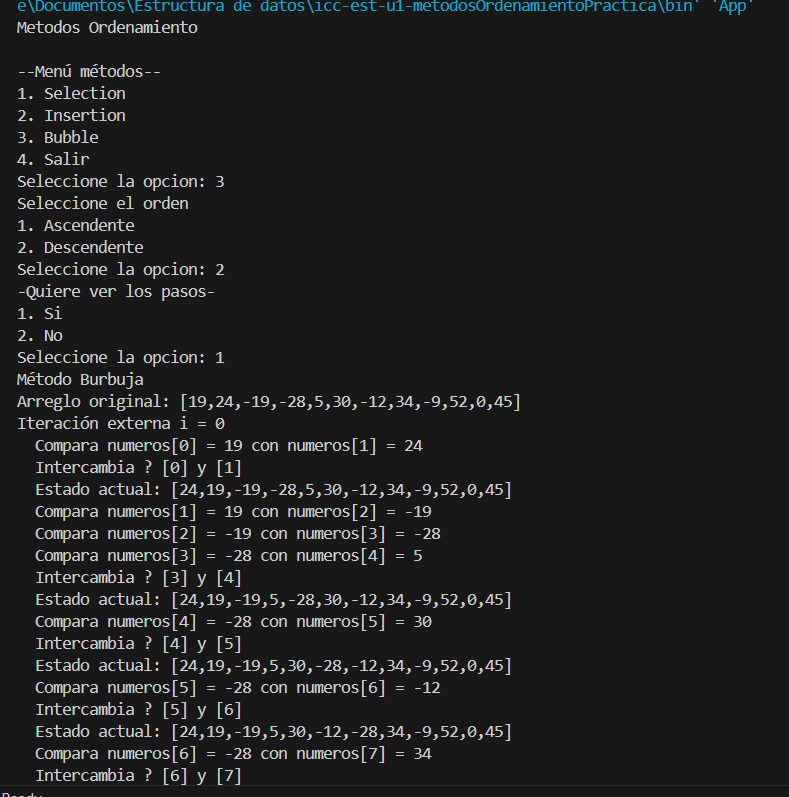 e\Documentos\Estructura de datos\icc-est-u1-metodosOrdenamientoPractica\bin' 'App'
Metodos Ordenamiento
--Menú métodos--
1. Selection
2. Insertion
3. Bubble
4. Salir
Seleccione la opcion: 3
Seleccione el orden
1. Ascendente
2. Descendente
Seleccione la opcion: 2
-Quiere ver los pasos-
1. Si
2. No
Seleccione la opcion: 1
Método Burbuja
Arreglo original: [19,24,-19,-28,5,30,-12,34,-9,52,0,45]
Iteración externa i = 0
Compara numeros[0] = 19 con numeros[1] = 24
Intercambia ? [0] y [1]
Estado actual: [24,19,-19,-28,5,30,-12,34,-9,52,0,45]
Compara numeros[1] = 19 con numeros[2] = -19
Compara numeros[2] = -19 con numeros[3] = -28
Compara numeros[3] = -28 con numeros[4] = 5
Intercambia ? [3] y [4]
Estado actual: [24,19,-19,5,-28,30,-12,34,-9,52,0,45]
Compara numeros[4] = -28 con numeros[5] = 30
Intercambia ? [4] y [5]
Estado actual: [24,19,-19,5,30,-28,-12,34,-9,52,0,45]
Compara numeros[5] = -28 con numeros[6] = -12
Intercambia ? [5] y [6]
Estado actual: [24,19,-19,5,30,-12,-28,34,-9,52,0,45]
Compara numeros[6] = -28 con numeros[7] = 34
Intercambia ? [6] y [7]